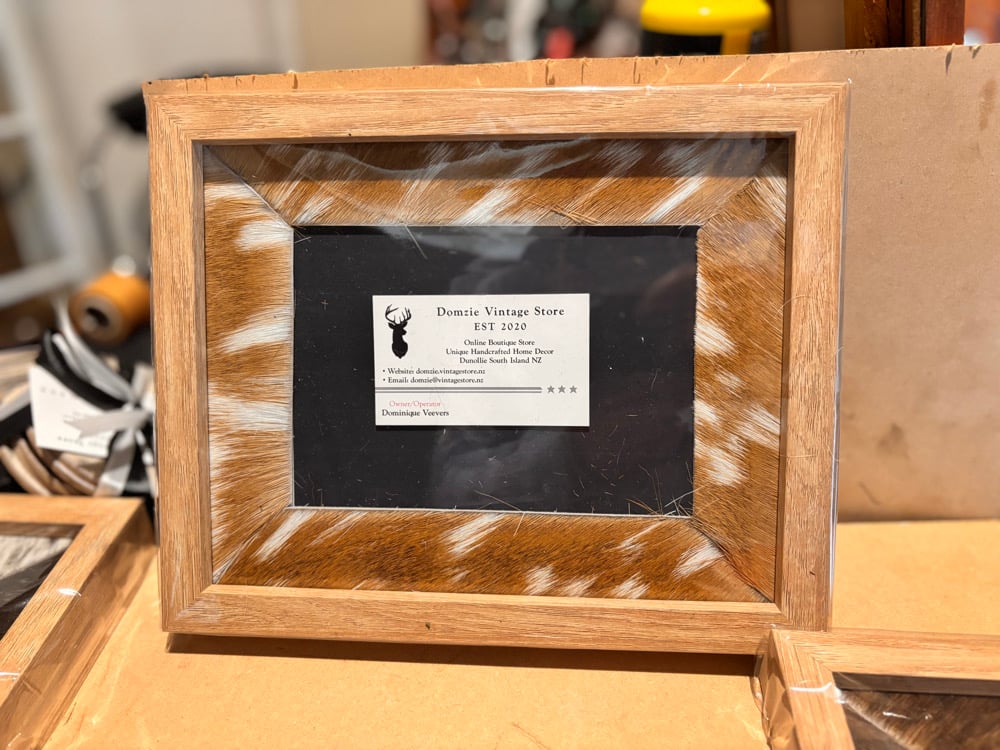 Domzie Vintage Store
EST 2020
Online Boutique Store
Unique Handcrafted Home Decor
Dunollie South Island NZ
• Website: domzie.vintagestore.nz
• Email: domzie@vintagestore.nz
Owner/Operator
Dominique Veevers